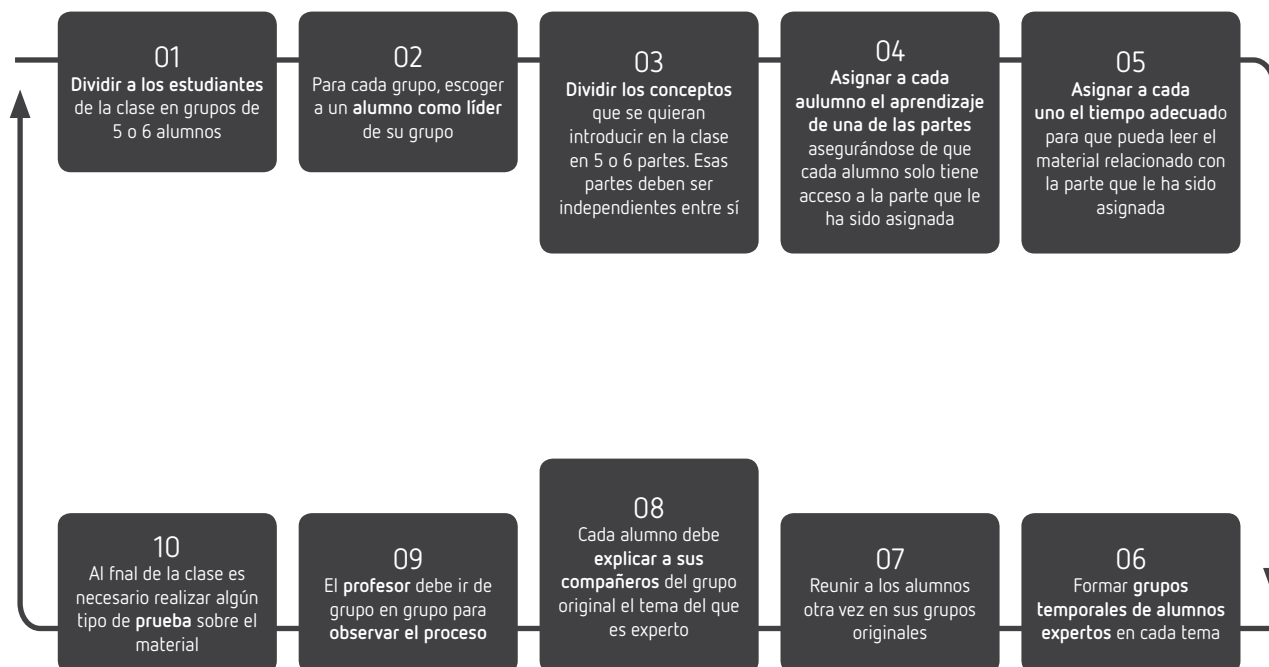 01
Dividir a los estudiantes
de la clase en grupos de
5 o 6 alumnos
02
Para cada grupo, escoger
a un alumno como líder
de su grupo
03
Dividir los conceptos
que se quieran
introducir en la clase
en 5 o 6 partes. Esas
partes deben ser
independientes entre sí
04
Asignar a cada
aulumno el aprendizaje
de una de las partes
asegurándose de que
cada alumno solo tiene
acceso a la parte que le
ha sido asignada
05
Asignar a cada
uno el tiempo adecuado
para que pueda leer el
material relacionado con
la parte que le ha sido
asignada
10
Al fnal de la clase es
necesario realizar algún
tipo de prueba sobre el
material
09
El profesor debe ir de
grupo en grupo para
observar el proceso
08
Cada alumno debe
explicar a sus
compañeros del grupo
original el tema del que
es experto
07
Reunir a los alumnos
otra vez en sus grupos
originales
06
Formar grupos
temporales de alumnos
expertos en cada tema